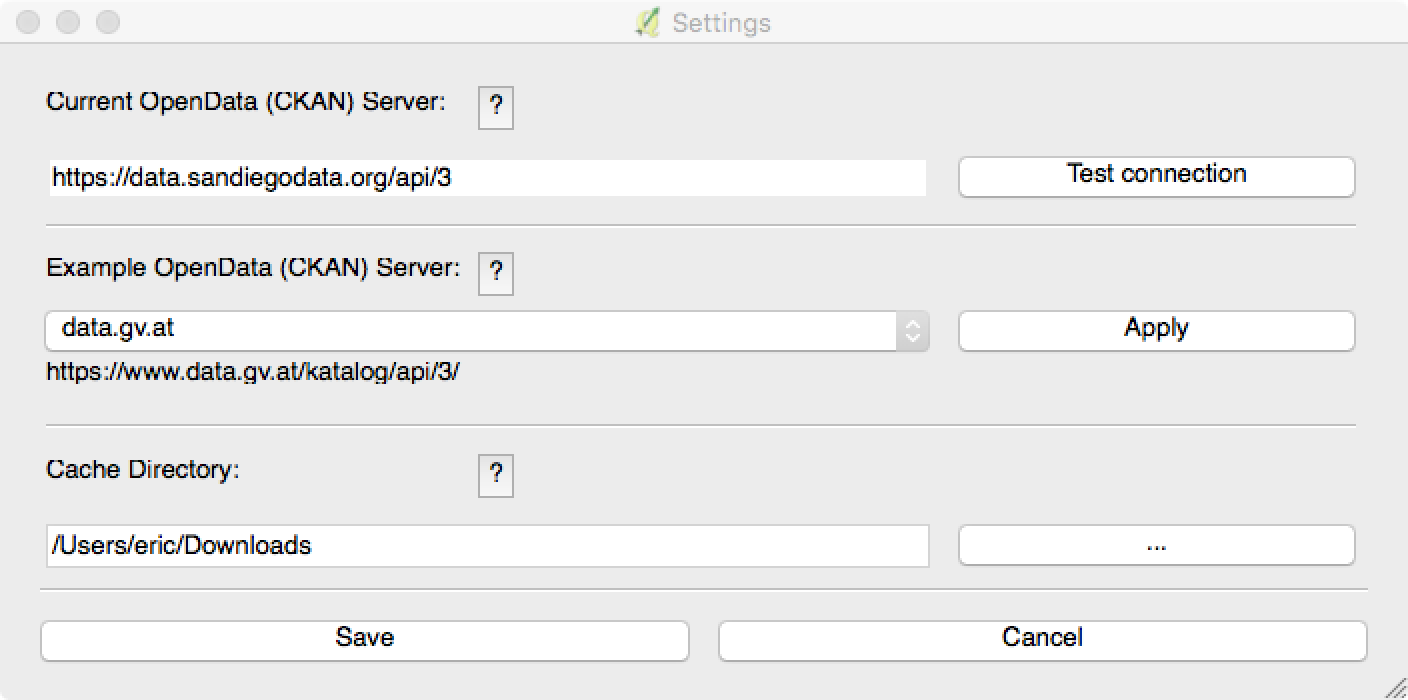 Settings
Current OpenData (CKAN) Server: ?
https://data.sandiegodata.org/api/3 Test connection
Example OpenData (CKAN) Server: ?
data.gv.at Apply
https://www.data.gv.at/katalog/api/3/
Cache Directory: ?
/Users/eric/Downloads ...
Save Cancel